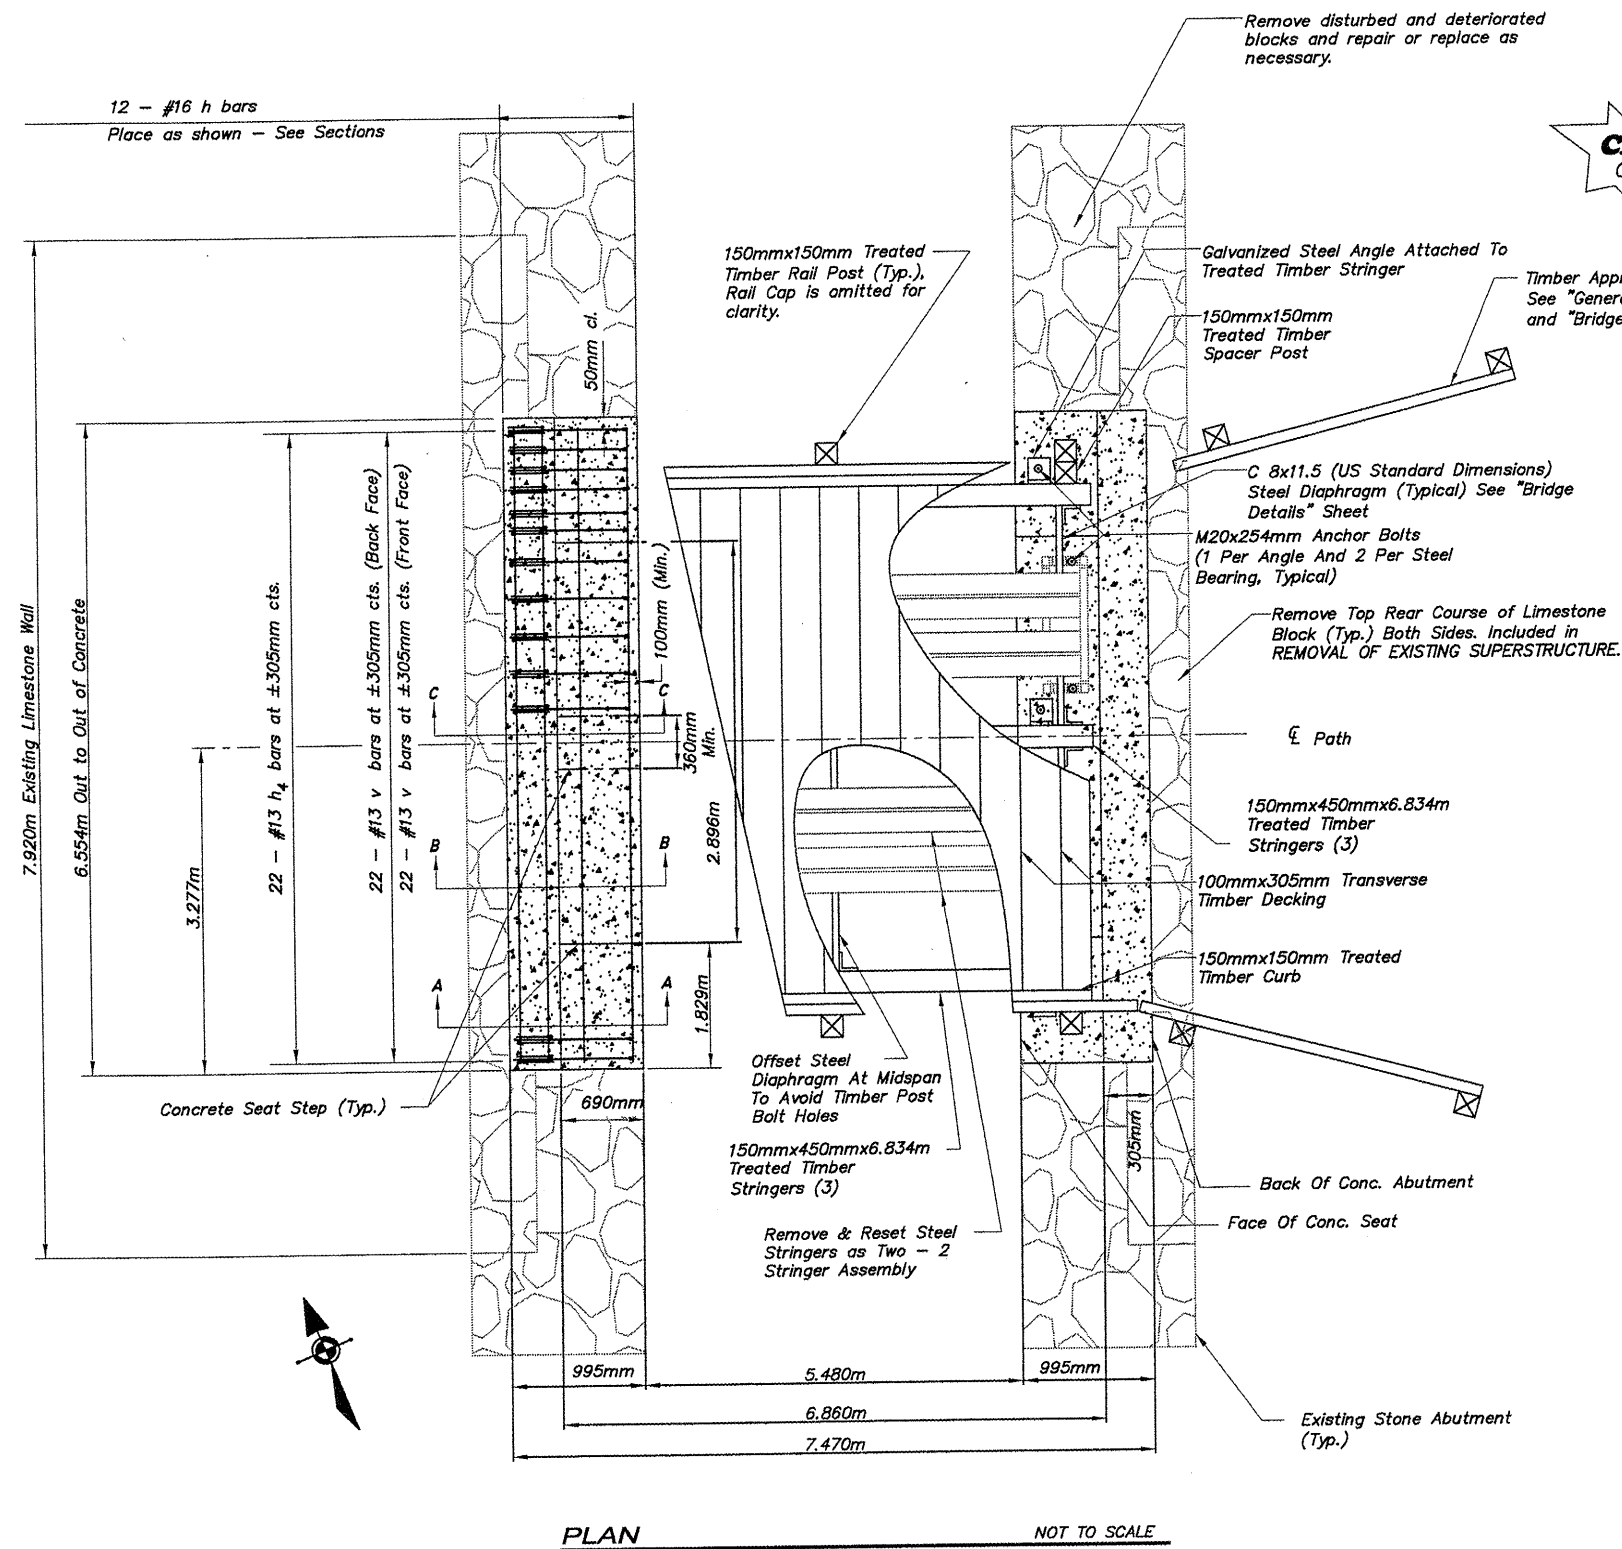 Remove disturbed and deteriorated
blocks and repair or replace as
necessary.
12 - #16 h bars
Place as shown - See Sections
150mmx150mm Treated
Timber Rail Post (Typ.),
Rail Cap is omitted for
clarity.
Galvanized Steel Angle Attached To
Treated Timber Stringer
Timber
See
and
150mmx150mm
Treated Timber
Spacer Post
50mm cl.
C 8x11.5 (US Standard Dimensions)
Steel Diaphragm (Typical) See "Bridge
Details" Sheet
M20x254mm Anchor Bolts
(1 Per Angle And 2 Per Steel
Bearing, Typical)
Remove Top Rear Course of Limestone
Block (Typ.) Both Sides. Included in
REMOVAL OF EXISTING SUPERSTRUCTURE.
7.920m Existing Limestone Wall
6.554m Out to Out of Concrete
3.277m
22 - #13 h4 bars at ±305mm cts.
22 - #13 v bars at ±305mm cts. (Back Face)
22 - #13 v bars at ±305mm cts. (Front Face)
100mm (Min.)
C
C
360mm
Min.
2.896m
℄ Path
150mmx450mmx6.834m
Treated Timber
Stringers (3)
B
B
100mmx305mm Transverse
Timber Decking
A
A
1.829m
150mmx150mm Treated
Timber Curb
Concrete Seat Step (Typ.)
690mm
Offset Steel
Diaphragm At Midspan
To Avoid Timber Post
Bolt Holes
305mm
150mmx450mmx6.834m
Treated Timber
Stringers (3)
Back Of Conc. Abutment
Face Of Conc. Seat
Remove & Reset Steel
Stringers as Two - 2
Stringer Assembly
995mm
5.480m
995mm
6.860m
7.470m
Existing Stone Abutment
(Typ.)
PLAN
NOT TO SCALE